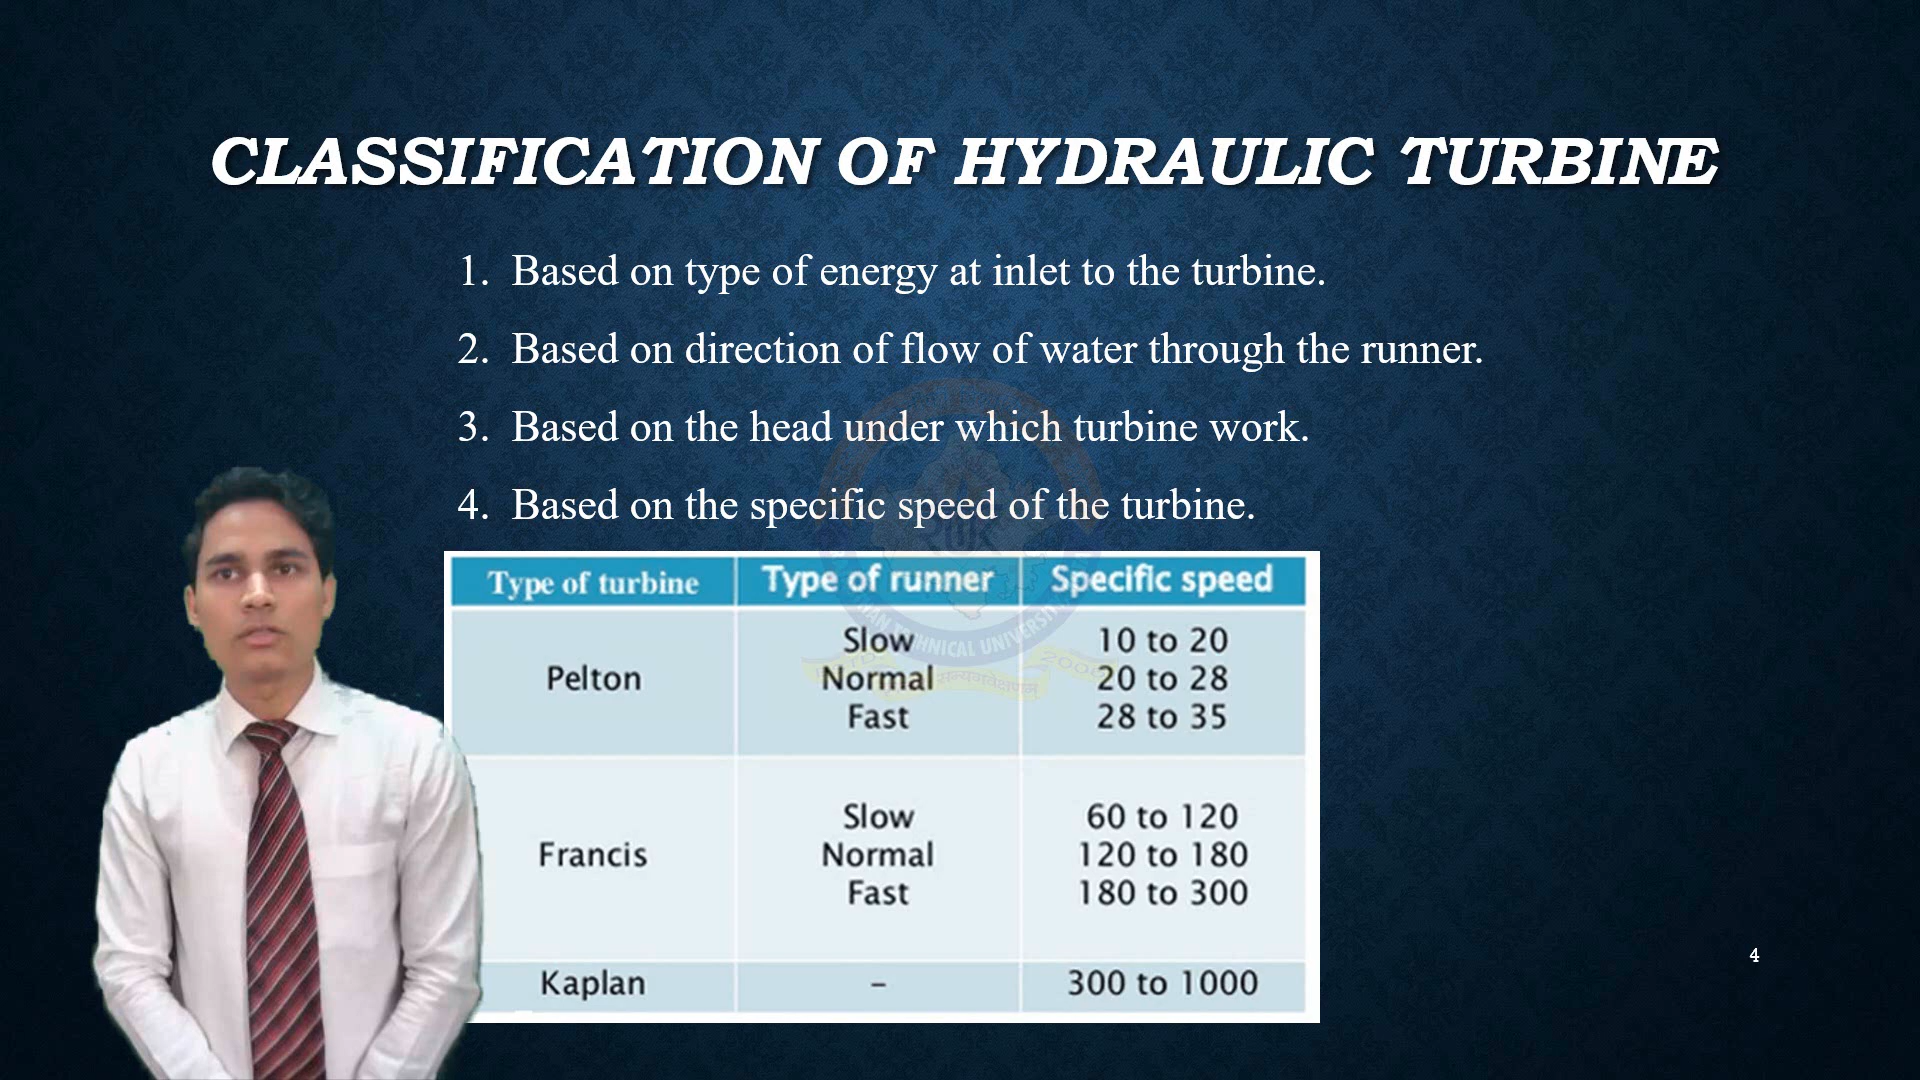 CLASSIFICATION OF HYDRAULIC TURBINE
1. Based on type of energy at inlet to the turbine.
2. Based on direction of flow of water through the runner.
3. Based on the head under which turbine work.
4. Based on the specific speed of the turbine.
Type of turbine Type of runner Specific speed
Slow 10 to 20
Pelton Normal 20 to 28
Fast 28 to 35
Slow 60 to 120
Francis Normal 120 to 180
Fast 180 to 300
Kaplan – 300 to 1000
4
TECHNICAL UNIVERSITY